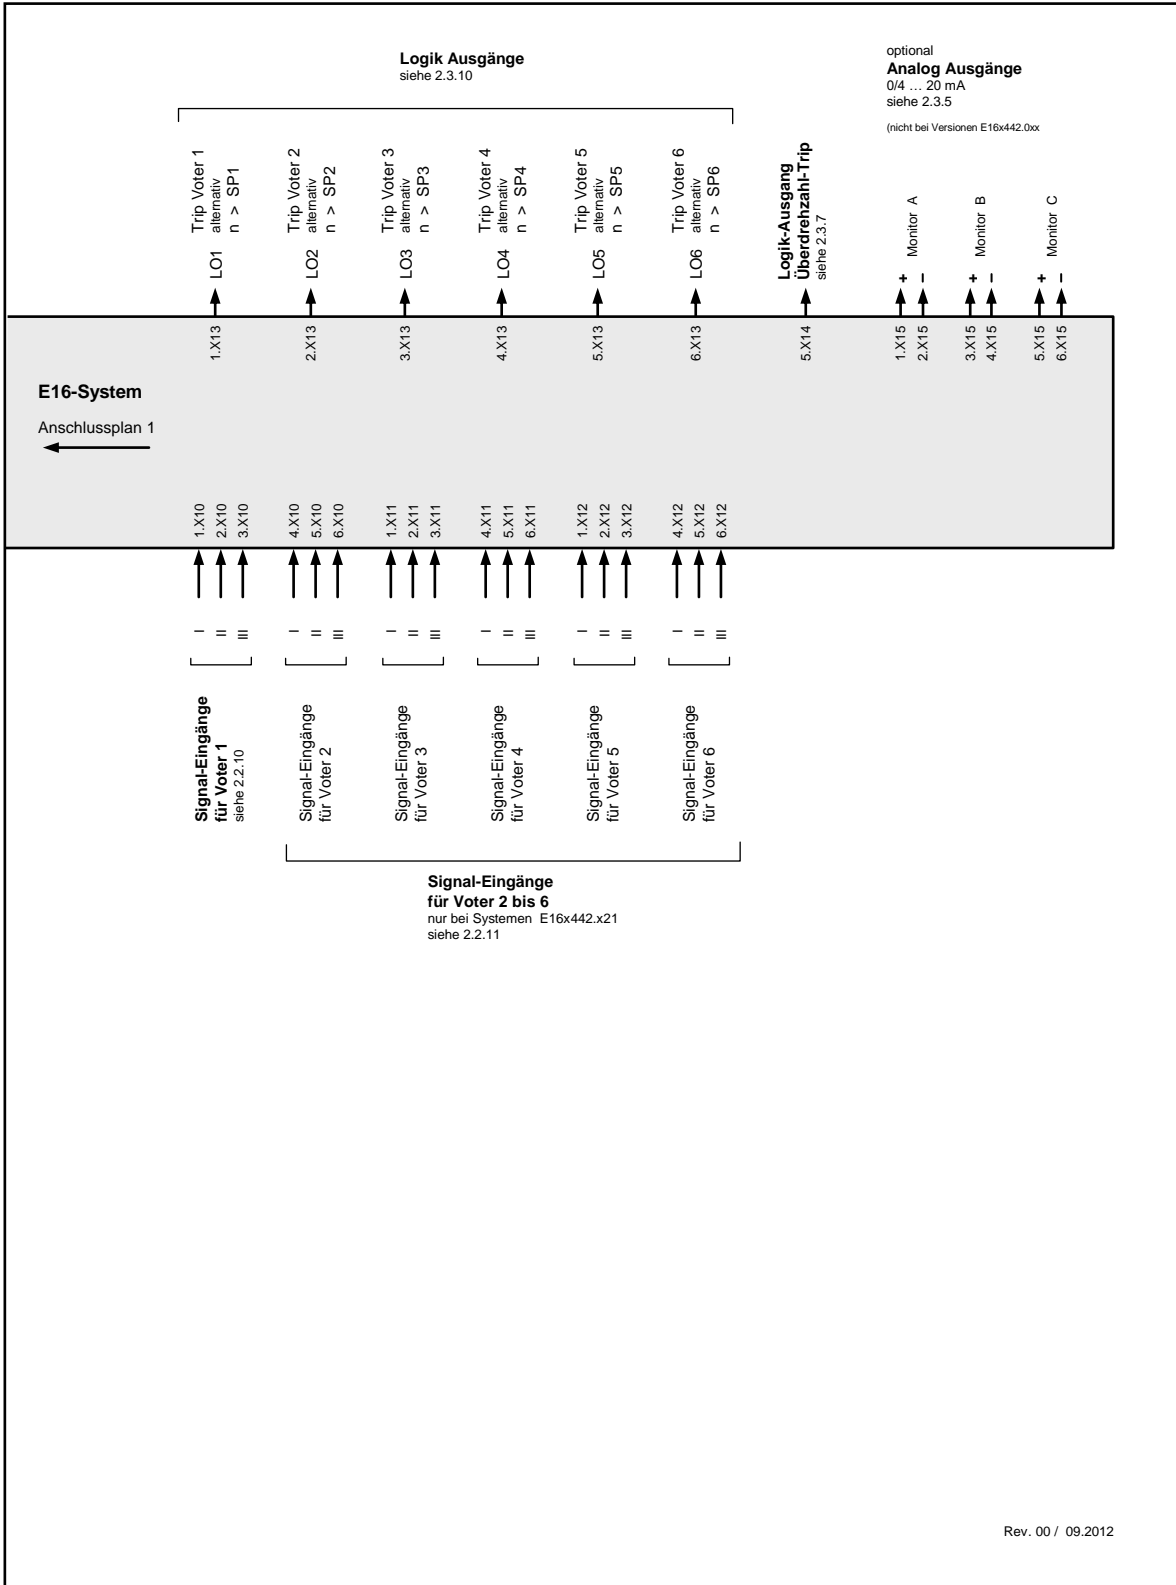 Logik Ausgänge
siehe 2.3.10
optional
Analog Ausgänge
0/4 … 20 mA
siehe 2.3.5
(nicht bei Versionen E16x442.0xx
Trip Voter 1
alternativ
n > SP1
LO1
Trip Voter 2
alternativ
n > SP2
LO2
Trip Voter 3
alternativ
n > SP3
LO3
Trip Voter 4
alternativ
n > SP4
LO4
Trip Voter 5
alternativ
n > SP5
LO5
Trip Voter 6
alternativ
n > SP6
LO6
Logik-Ausgang
Überdrehzahl-Trip
siehe 2.3.7
+
Monitor A
–
+
Monitor B
–
+
Monitor C
–
1.X13
2.X13
3.X13
4.X13
5.X13
6.X13
5.X14
1.X15
2.X15
3.X15
4.X15
5.X15
6.X15
E16-System
Anschlussplan 1
1.X10
2.X10
3.X10
4.X10
5.X10
6.X10
1.X11
2.X11
3.X11
4.X11
5.X11
6.X11
1.X12
2.X12
3.X12
4.X12
5.X12
6.X12
I
II
III
I
II
III
I
II
III
I
II
III
I
II
III
I
II
III
Signal-Eingänge
für Voter 1
siehe 2.2.10
Signal-Eingänge
für Voter 2
Signal-Eingänge
für Voter 3
Signal-Eingänge
für Voter 4
Signal-Eingänge
für Voter 5
Signal-Eingänge
für Voter 6
Signal-Eingänge
für Voter 2 bis 6
nur bei Systemen E16x442.x21
siehe 2.2.11
Rev. 00 / 09.2012